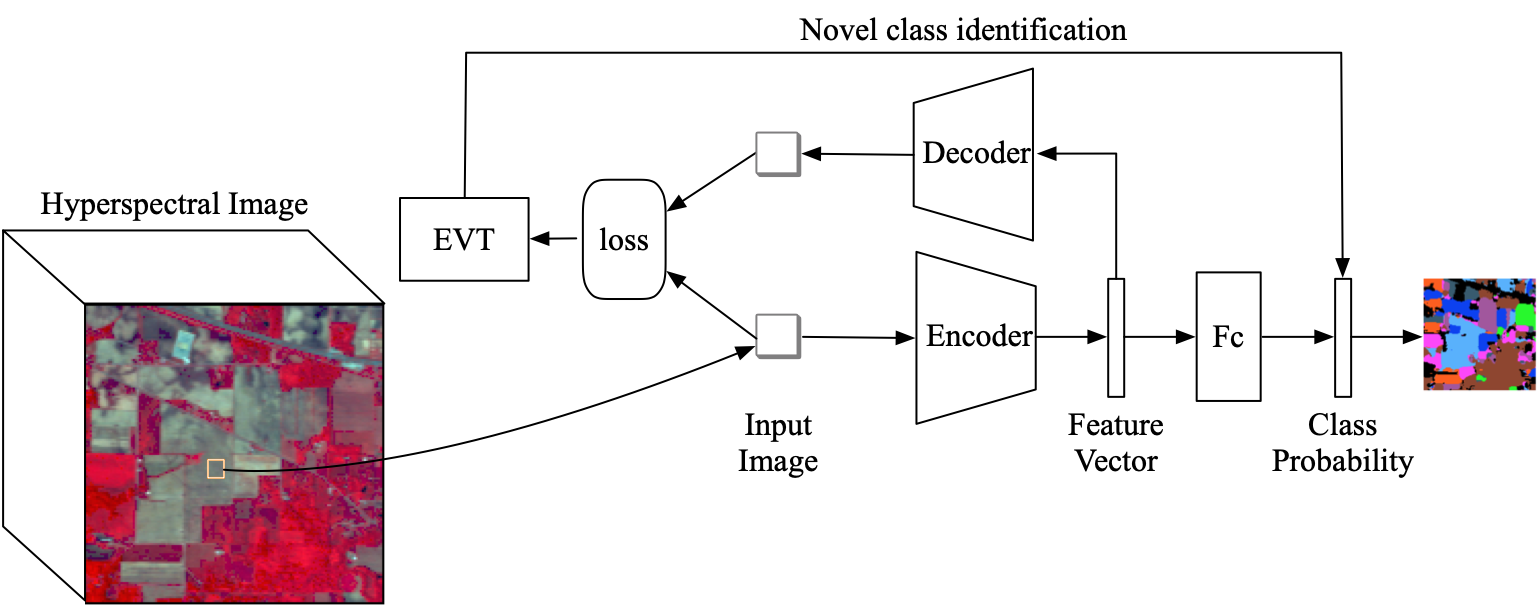 Novel class identification
Decoder
Hyperspectral Image
EVT
loss
Encoder
Fc
Input
Image
Feature
Vector
Class
Probability